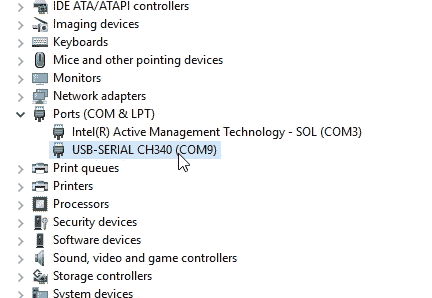 IDE ATA/ATAPI controllers
Imaging devices
Keyboards
Mice and other pointing devices
Monitors
Network adapters
Ports (COM & LPT)
Intel(R) Active Management Technology - SOL (COM3)
USB-SERIAL CH340 (COM9)
Print queues
Printers
Processors
Security devices
Software devices
Sound, video and game controllers
Storage controllers
System devices